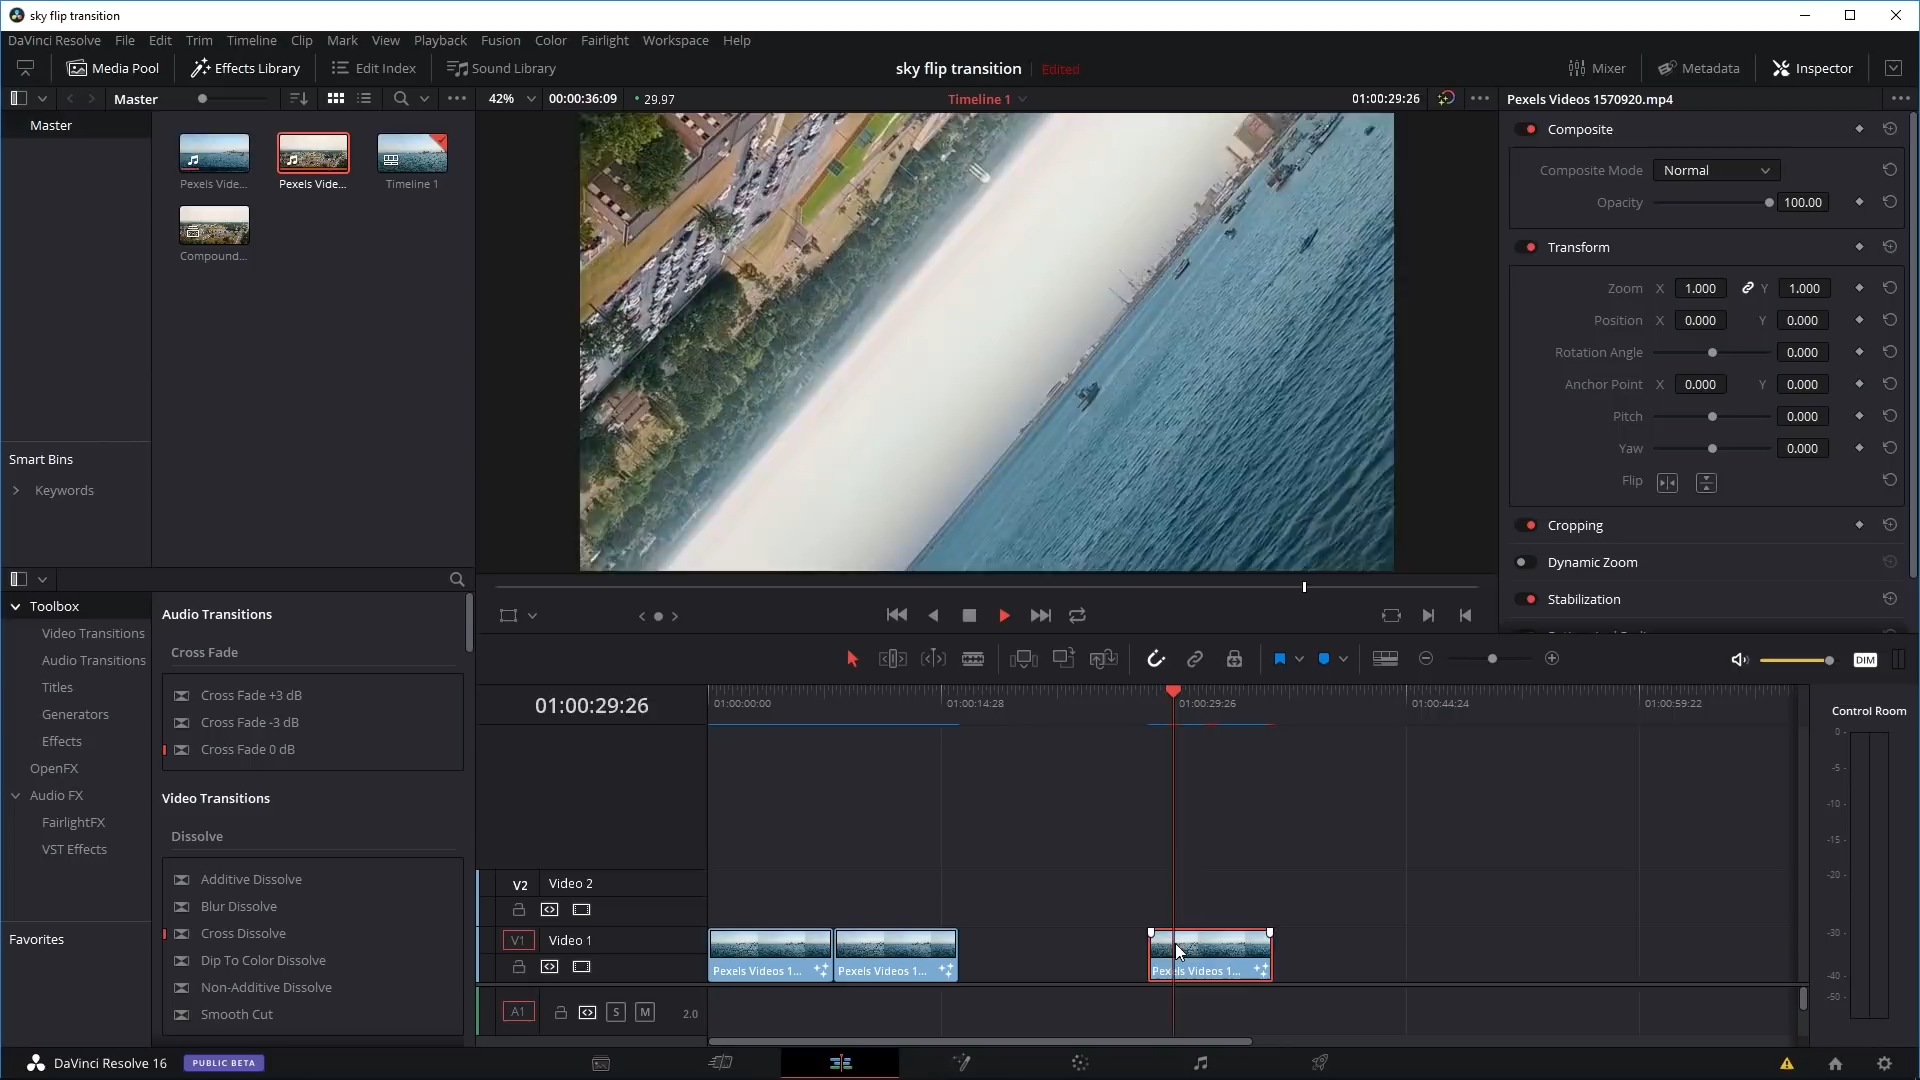 sky flip transition
DaVinci Resolve File Edit Trim Timeline Clip Mark View Playback Fusion Color Fairlight Workspace Help
Media Pool Effects Library Edit Index Sound Library sky flip transition Edited Mixer Metadata Inspector
Master 42% 00:00:36:09 29.97 Timeline 1 01:00:29:26 Pexels Videos 1570920.mp4
Master
Pexels Vide... Pexels Vide... Timeline 1
Compound...
Composite
Composite Mode Normal
Opacity 100.00
Transform
Zoom X 1.000 Y 1.000
Position X 0.000 Y 0.000
Rotation Angle 0.000
Anchor Point X 0.000 Y 0.000
Pitch 0.000
Yaw 0.000
Flip
Cropping
Dynamic Zoom
Stabilization
Smart Bins
Keywords
Toolbox
Video Transitions
Audio Transitions
Titles
Generators
Effects
OpenFX
Audio FX
FairlightFX
VST Effects
Favorites
Audio Transitions
Cross Fade
Cross Fade +3 dB
Cross Fade -3 dB
Cross Fade 0 dB
Video Transitions
Dissolve
Additive Dissolve
Blur Dissolve
Cross Dissolve
Dip To Color Dissolve
Non-Additive Dissolve
Smooth Cut
DIM
01:00:29:26 01:00:00:00 01:00:14:28 01:00:29:26 01:00:44:24 01:00:59:22
V2 Video 2
V1 Video 1
Pexels Videos 1... Pexels Videos 1... Pexels Videos 1...
A1 S M 2.0
Control Room
0
-5
-10
-15
-20
-30
-40
-50
DaVinci Resolve 16 PUBLIC BETA